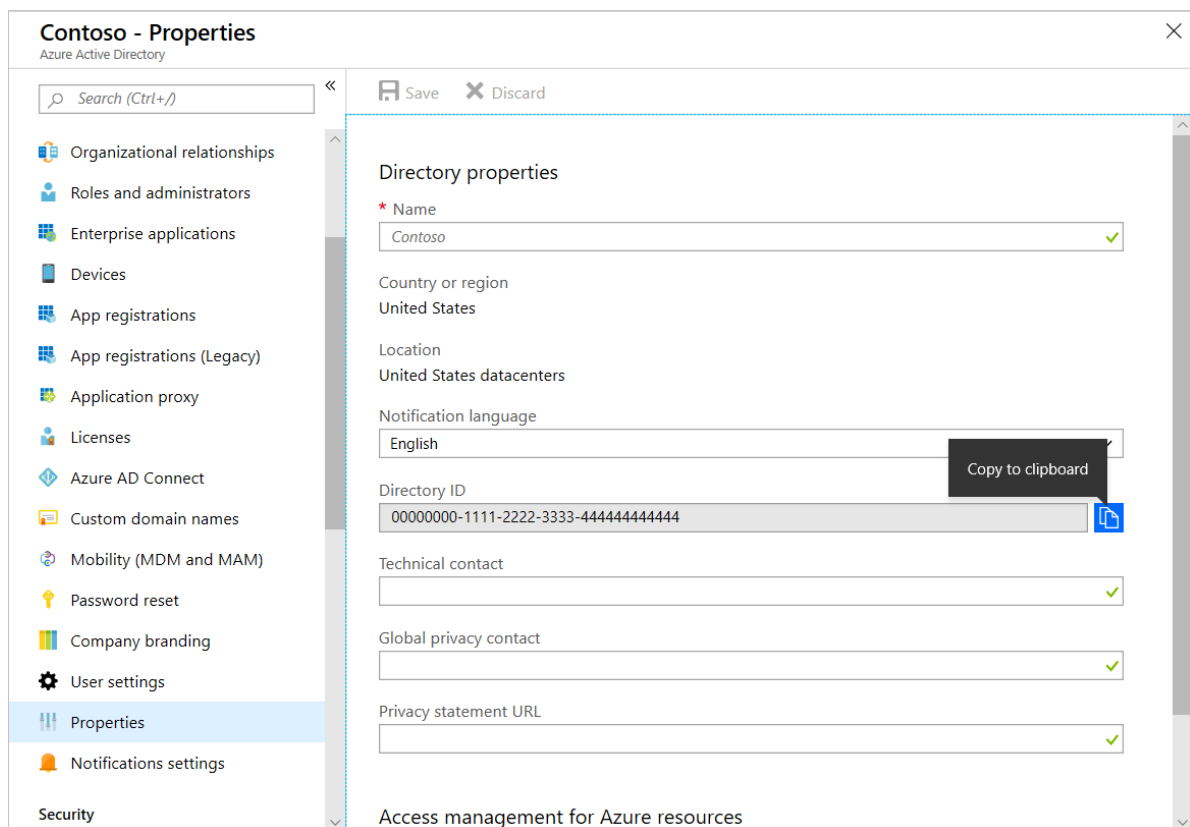 Contoso - Properties
Azure Active Directory
Search (Ctrl+/)
«
Organizational relationships
Roles and administrators
Enterprise applications
Devices
App registrations
App registrations (Legacy)
Application proxy
Licenses
Azure AD Connect
Custom domain names
Mobility (MDM and MAM)
Password reset
Company branding
User settings
Properties
Notifications settings
Security
Save Discard
Directory properties
* Name
Contoso
Country or region
United States
Location
United States datacenters
Notification language
English
Copy to clipboard
Directory ID
00000000-1111-2222-3333-444444444444
Technical contact
Global privacy contact
Privacy statement URL
Access management for Azure resources